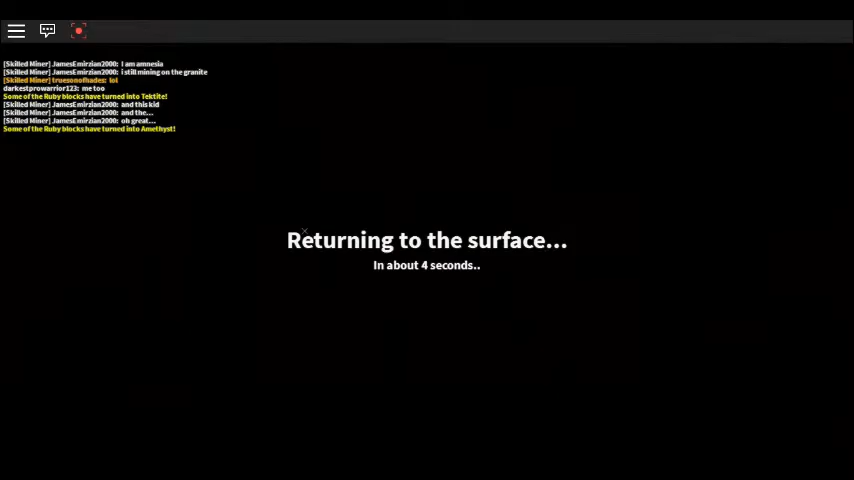 [Skilled Miner] JamesEmirzian2000: I am amnesia
[Skilled Miner] JamesEmirzian2000: i still mining on the granite
[Skilled Miner] truesonofhades: lol
darkestprowarrior123: me too
Some of the Ruby blocks have turned into Tektite!
[Skilled Miner] JamesEmirzian2000: and this kid
[Skilled Miner] JamesEmirzian2000: and the...
[Skilled Miner] JamesEmirzian2000: oh great...
Some of the Ruby blocks have turned into Amethyst!
Returning to the surface...
In about 4 seconds..